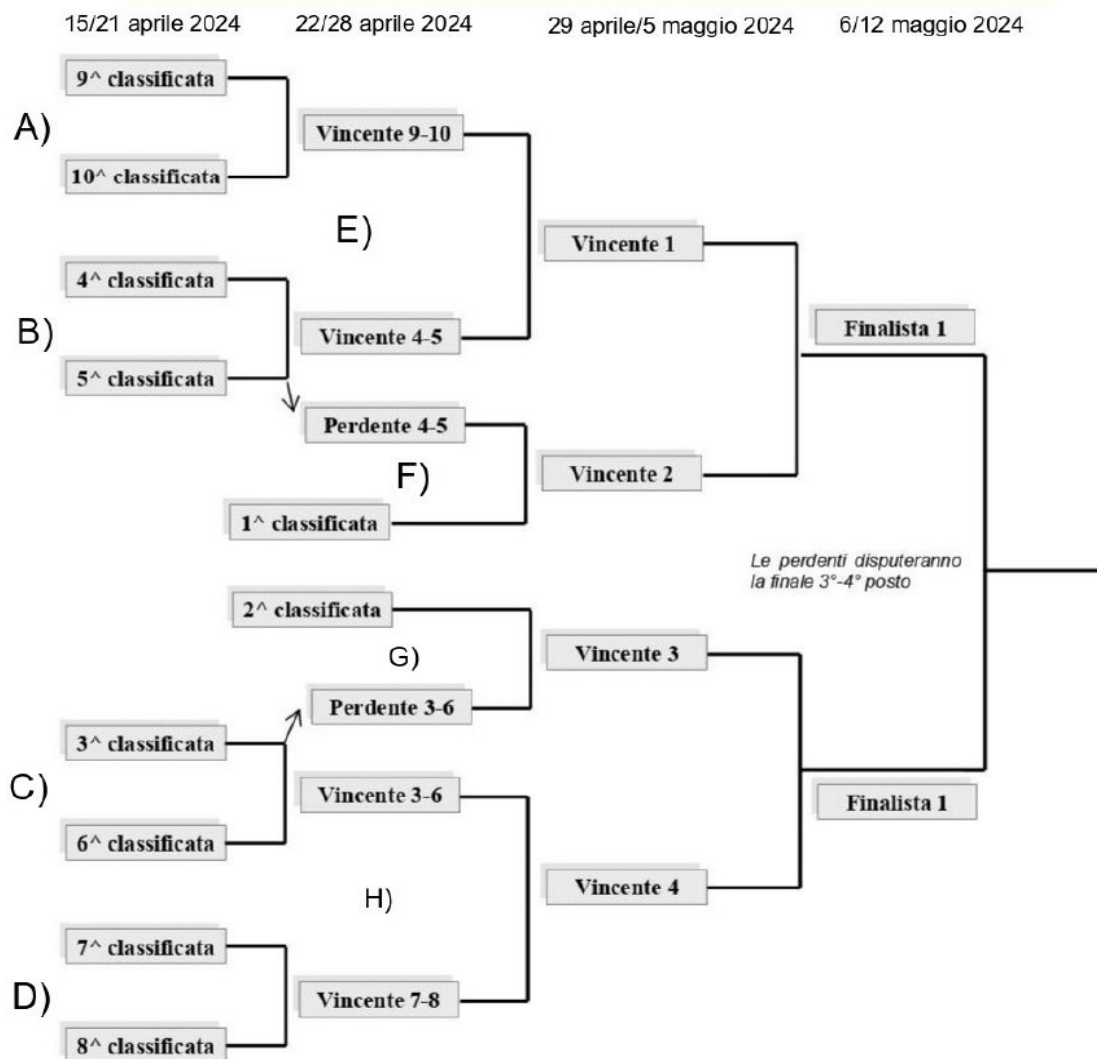 15/21 aprile 2024
22/28 aprile 2024
29 aprile/5 maggio 2024
6/12 maggio 2024
9^ classificata
A)
Vincente 9-10
10^ classificata
E)
Vincente 1
4^ classificata
B)
Vincente 4-5
Finalista 1
5^ classificata
Perdente 4-5
F)
Vincente 2
1^ classificata
Le perdenti disputeranno
la finale 3°-4° posto
2^ classificata
G)
Vincente 3
Perdente 3-6
3^ classificata
C)
Vincente 3-6
Finalista 1
6^ classificata
Vincente 4
H)
7^ classificata
D)
Vincente 7-8
8^ classificata